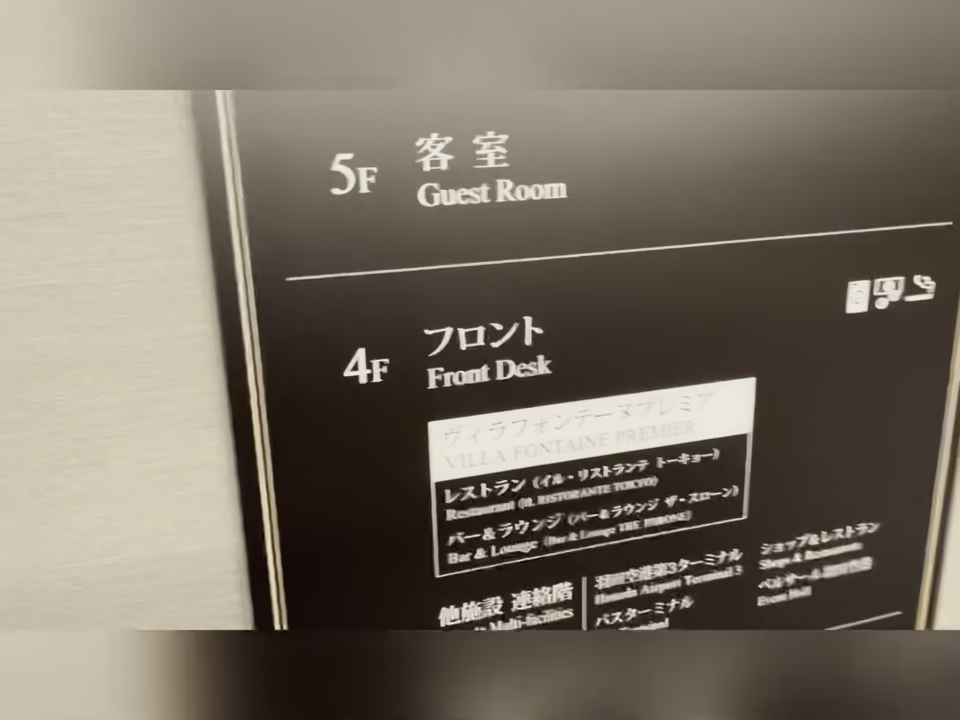 5F
客室
Guest Room
4F
フロント
Front Desk
ヴィラフォンテーヌプレミア
VILLA FONTAINE PREMIER
レストラン (イル・リストランテ トーキョー)
Restaurant (IL RISTORANTE TOKYO)
バー&ラウンジ (バー&ラウンジ ザ・スローン)
Bar & Lounge (Bar & Lounge THE THRONE)
他施設 連絡階
Multi-facilities
羽田空港第3ターミナル
Haneda Airport Terminal 3
バスターミナル
ショップ&レストラン
Shops & Restaurants
ベルサール羽田空港
Event Hall